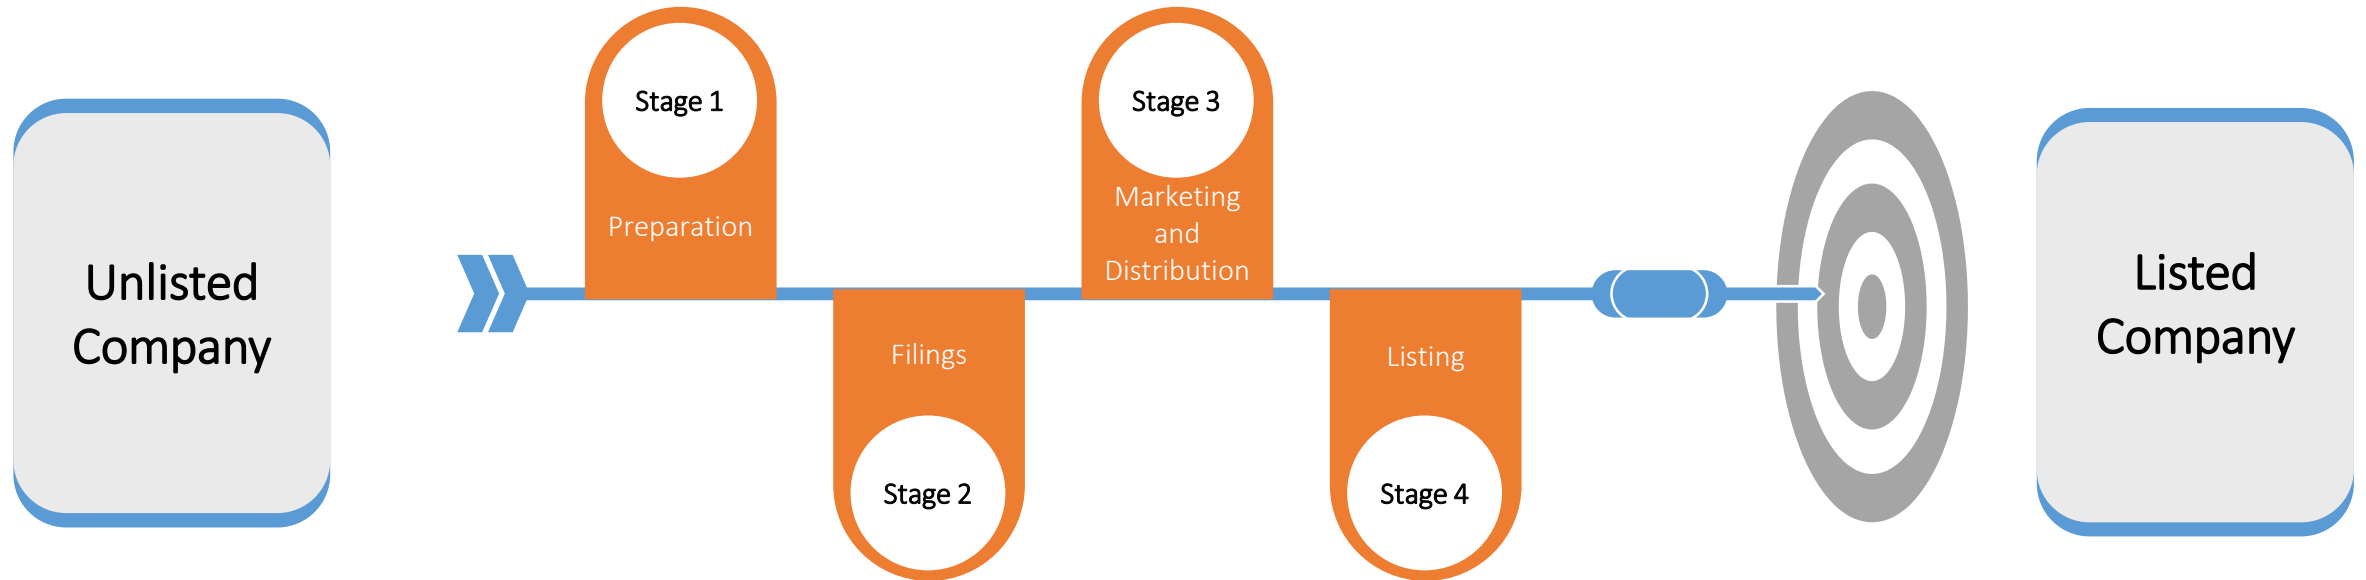 Unlisted
Company
Stage 1
Preparation
Filings
Stage 2
Stage 3
Marketing
and
Distribution
Listing
Stage 4
Listed
Company